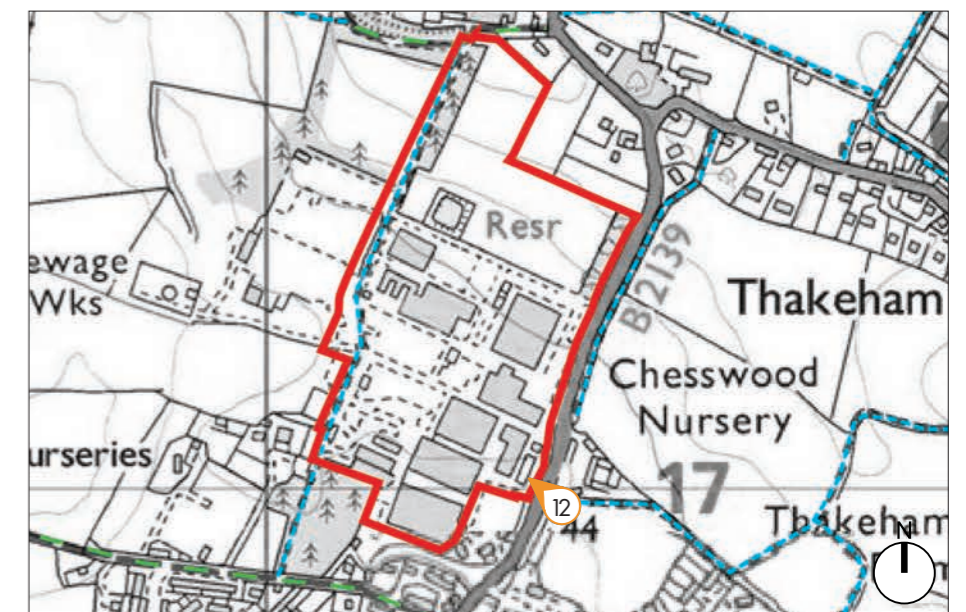 Resr
ewage
Wks
B2139
Thakeham
Chesswood
Nursery
urseries
17
12
44
Thakeham
N